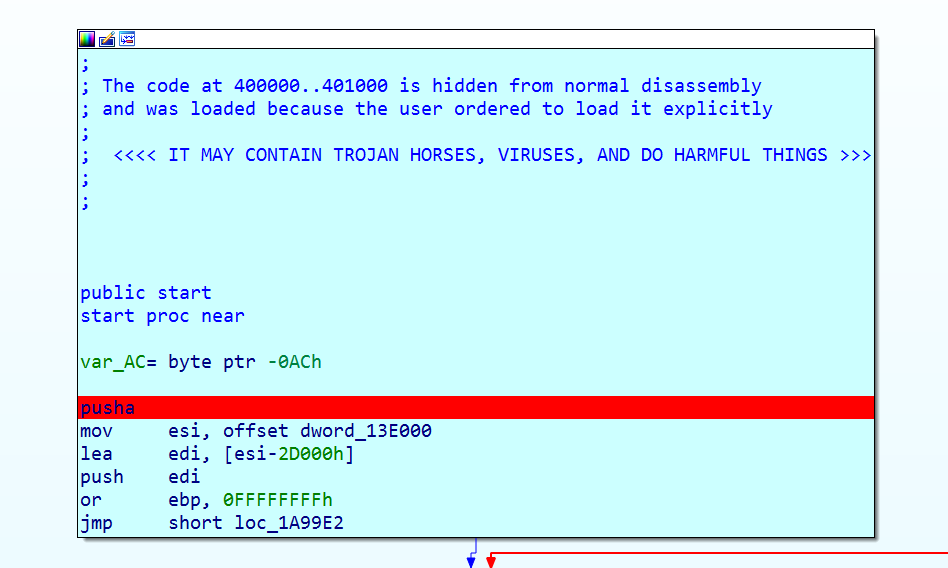 ;
; The code at 400000..401000 is hidden from normal disassembly
; and was loaded because the user ordered to load it explicitly
;
;  <<<< IT MAY CONTAIN TROJAN HORSES, VIRUSES, AND DO HARMFUL THINGS >>>
;
;
public start
start proc near
var_AC= byte ptr -0ACh
pusha
mov     esi, offset dword_13E000
lea     edi, [esi-2D000h]
push    edi
or      ebp, 0FFFFFFFFh
jmp     short loc_1A99E2